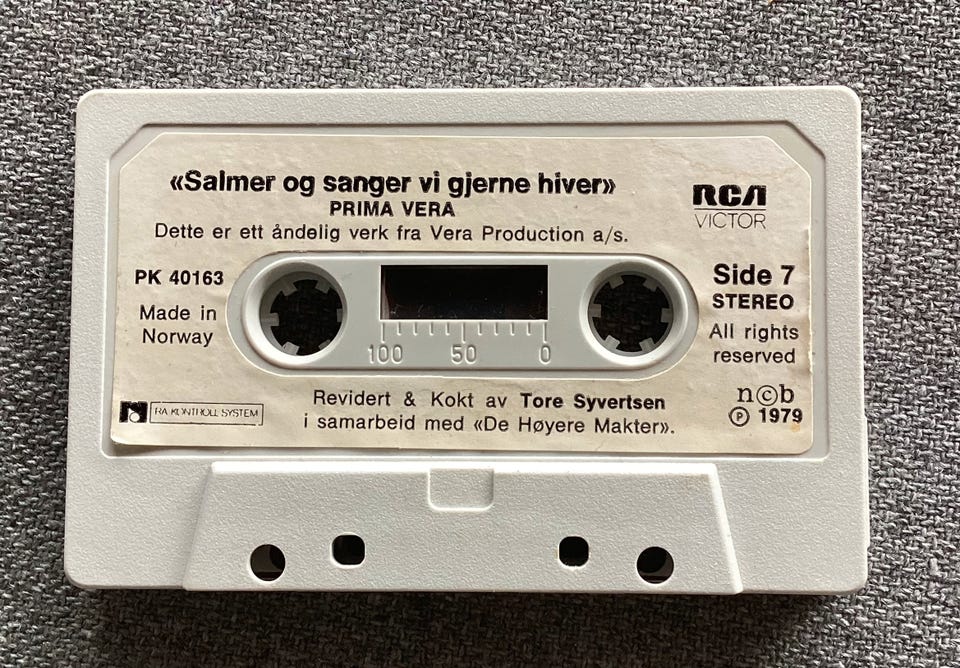 «Salmer og sanger vi gjerne hiver»
PRIMA VERA
Dette er ett åndelig verk fra Vera Production a/s.
RCA
VICTOR
PK 40163
Made in
Norway
Side 7
STEREO
All rights
reserved
100 50 0
Revidert & Kokt av Tore Syvertsen
i samarbeid med «De Høyere Makter».
RA KONTROLL SYSTEM
n©b
Ⓟ 1979